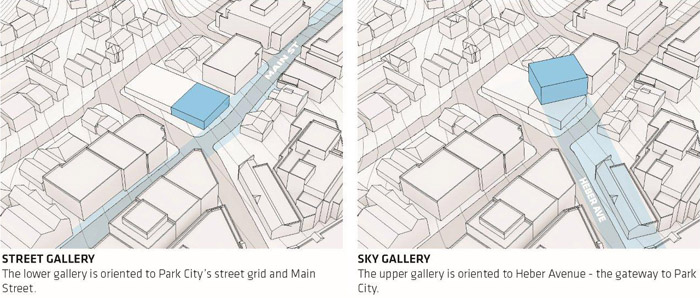 MAIN ST
HEBER AVE
STREET GALLERY
The lower gallery is oriented to Park City's street grid and Main
Street.
SKY GALLERY
The upper gallery is oriented to Heber Avenue - the gateway to Park
City.